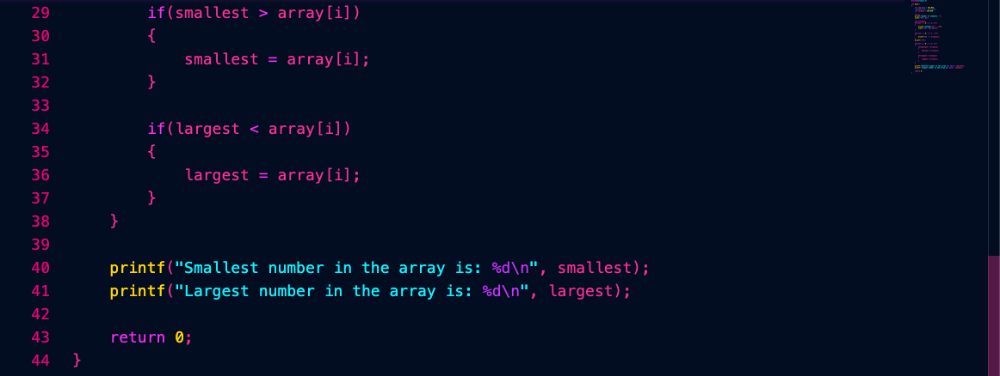 29 if(smallest > array[i])
30 {
31 smallest = array[i];
32 }
33
34 if(largest < array[i])
35 {
36 largest = array[i];
37 }
38 }
39
40 printf("Smallest number in the array is: %d\n", smallest);
41 printf("Largest number in the array is: %d\n", largest);
42
43 return 0;
44 }